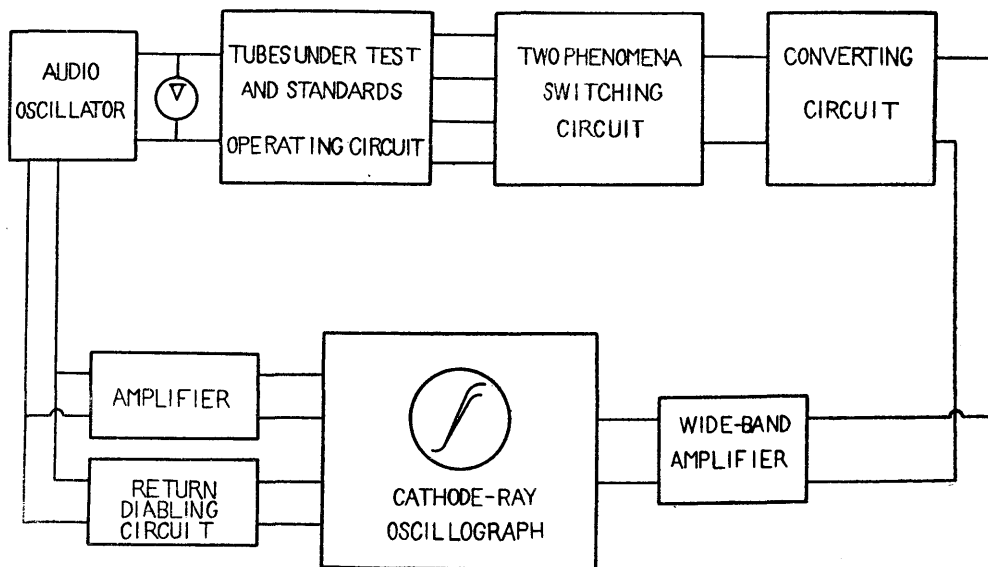 AUDIO
OSCILLATOR
TUBES UNDER TEST
AND STANDARDS
OPERATING CIRCUIT
TWO PHENOMENA
SWITCHING
CIRCUIT
CONVERTING
CIRCUIT
AMPLIFIER
RETURN
DIABLING
CIRCUIT
CATHODE-RAY
OSCILLOGRAPH
WIDE-BAND
AMPLIFIER